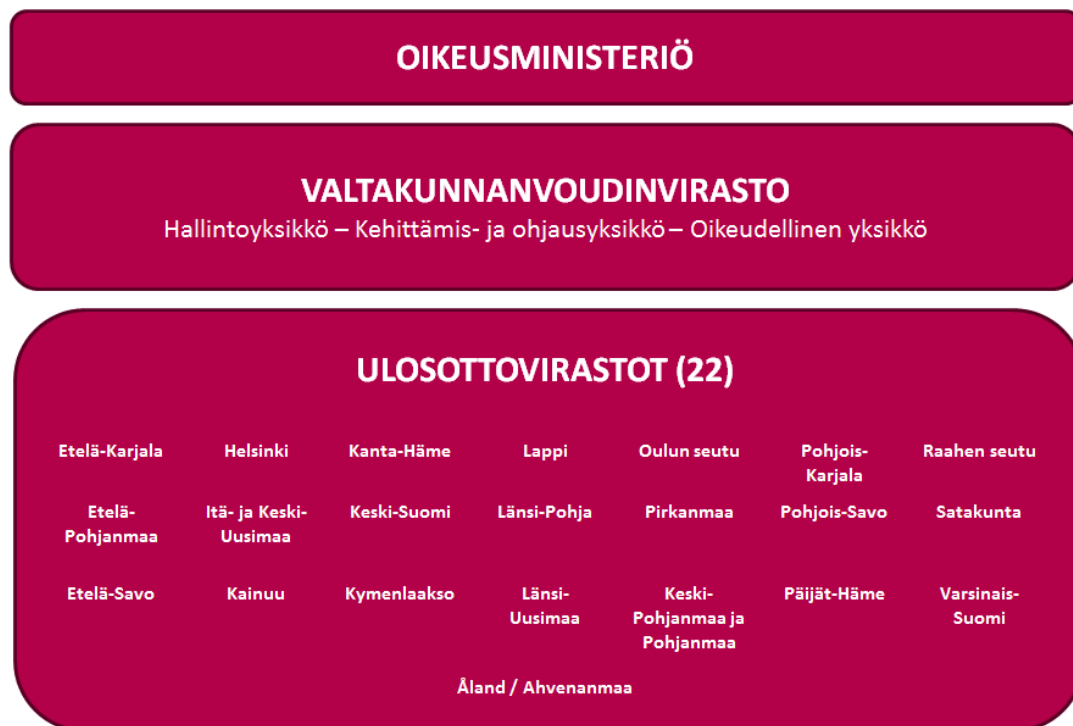 OIKEUSMINISTERIÖ
VALTAKUNNANVOUDINVIRASTO
Hallintoyksikkö – Kehittämis- ja ohjausyksikkö – Oikeudellinen yksikkö
ULOSOTTOVIRASTOT (22)
Etelä-Karjala Helsinki Kanta-Häme Lappi Oulun seutu Pohjois- Raahen seutu
Karjala
Etelä- Itä- ja Keski- Keski-Suomi Länsi-Pohja Pirkanmaa Pohjois-Savo Satakunta
Pohjanmaa Uusimaa
Etelä-Savo Kainuu Kymenlaakso Länsi- Keski- Päijät-Häme Varsinais-
Uusimaa Pohjanmaa ja Suomi
Pohjanmaa
Åland / Ahvenanmaa